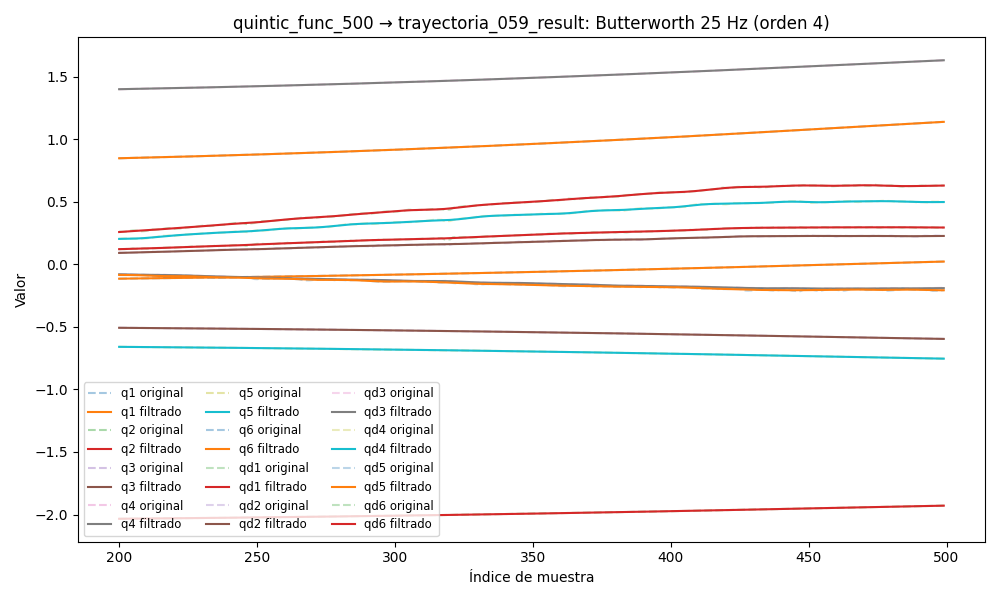 quintic_func_500 → trayectoria_059_result: Butterworth 25 Hz (orden 4)
Valor
1.5
1.0
0.5
0.0
−0.5
−1.0
−1.5
−2.0
q1 original
q1 filtrado
q2 original
q2 filtrado
q3 original
q3 filtrado
q4 original
q4 filtrado
q5 original
q5 filtrado
q6 original
q6 filtrado
qd1 original
qd1 filtrado
qd2 original
qd2 filtrado
qd3 original
qd3 filtrado
qd4 original
qd4 filtrado
qd5 original
qd5 filtrado
qd6 original
qd6 filtrado
200
250
300
350
400
450
500
Índice de muestra